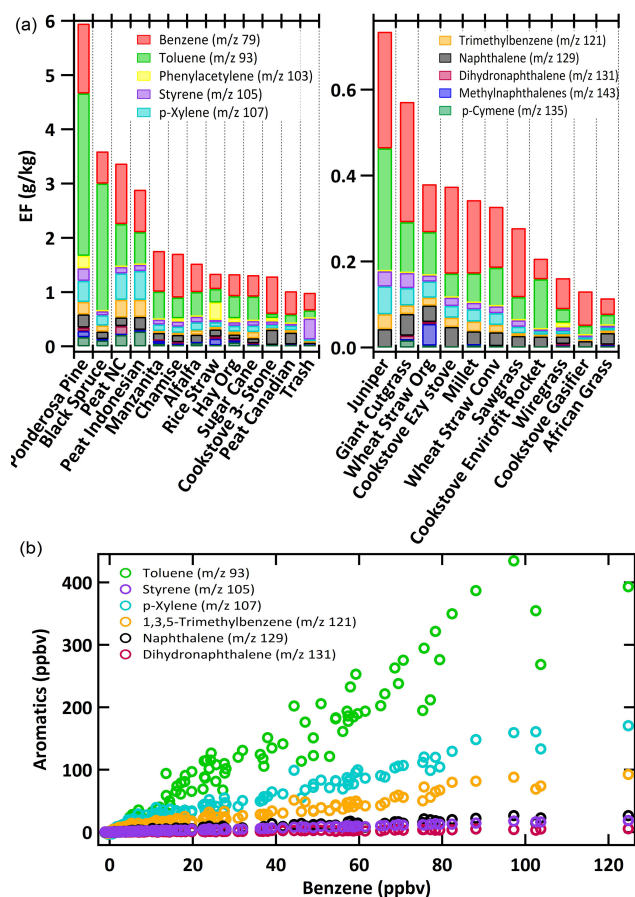 (a)
6
5
4
3
2
1
0
EF (g/kg)
Benzene (m/z 79)
Toluene (m/z 93)
Phenylacetylene (m/z 103)
Styrene (m/z 105)
p-Xylene (m/z 107)
Ponderosa Pine
Black Spruce
Peat NC
Peat Indonesian
Manzanita
Chamise
Alfalfa
Rice Straw
Hay Org
Sugar Cane
Cookstove 3- Stone
Peat Canadian
Trash
0.6
0.4
0.2
0.0
Trimethylbenzene (m/z 121)
Naphthalene (m/z 129)
Dihydronaphthalene (m/z 131)
Methylnaphthalenes (m/z 143)
p-Cymene (m/z 135)
Juniper
Giant Cutgrass
Wheat Straw Org
Cookstove Ezy stove
Millet
Wheat Straw Conv
Sawgrass
Cookstove Envirofit Rocket
Wiregrass
Cookstove Gasifier
African Grass
(b)
400
300
200
100
0
Aromatics (ppbv)
Toluene (m/z 93)
Styrene (m/z 105)
p-Xylene (m/z 107)
1,3,5-Trimethylbenzene (m/z 121)
Naphthalene (m/z 129)
Dihydronaphthalene (m/z 131)
0 20 40 60 80 100 120
Benzene (ppbv)